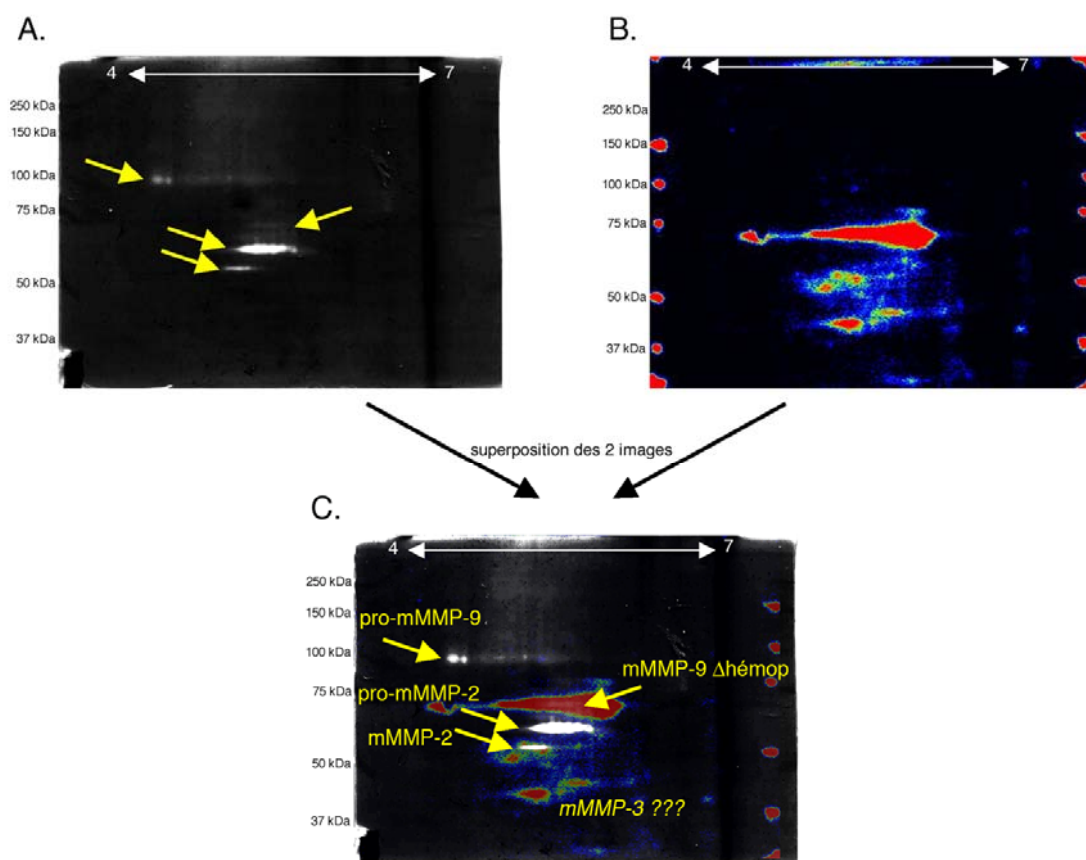 A.
4 7
250 kDa
150 kDa
100 kDa
75 kDa
50 kDa
37 kDa
B.
4 7
250 kDa
150 kDa
100 kDa
75 kDa
50 kDa
37 kDa
superposition des 2 images
C.
4 7
250 kDa
150 kDa
100 kDa
75 kDa
50 kDa
37 kDa
pro-mMMP-9
mMMP-9 Δhémop
pro-mMMP-2
mMMP-2
mMMP-3 ???